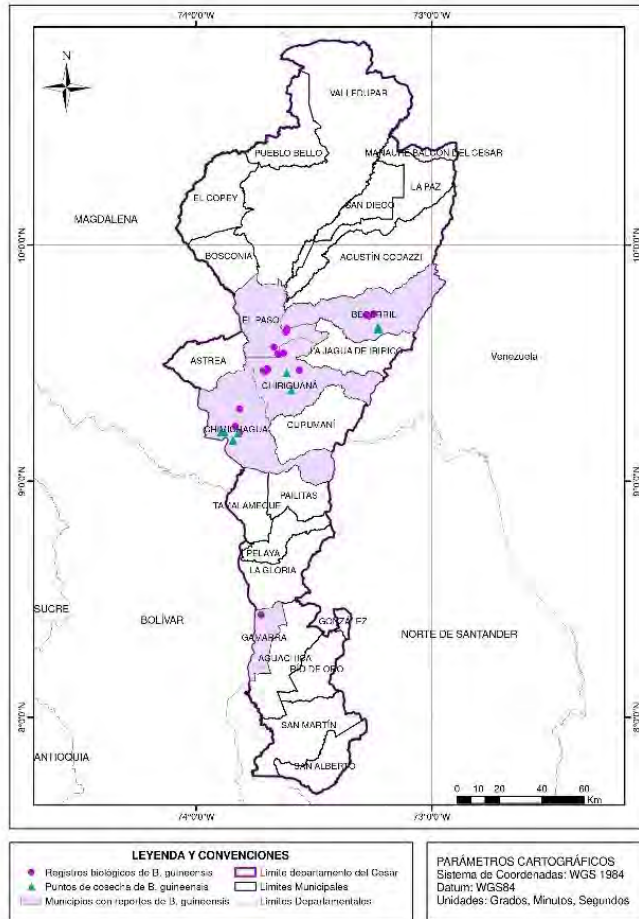 74°0'0"W 73°0'0"W
N
VALLEDUPAR
PUEBLO BELLO
MANAURE BALCÓN DEL CESAR
LA PAZ
EL COPEY
SAN DIEGO
MAGDALENA
10°0'0"N
10°0'0"N
BOSCONIA
AGUSTÍN CODAZZI
EL PASO
BECERRIL
ASTREA
LA JAGUA DE IBIRICO
Venezuela
CHIRIGUANÁ
CHIMICHAGUA
CURUMANÍ
9°0'0"N
9°0'0"N
PAILITAS
TAMALAMEQUE
PELAYA
LA GLORIA
SUCRE
BOLÍVAR
GONZÁLEZ
NORTE DE SANTANDER
GAMARRA
AGUACHICA
RÍO DE ORO
8°0'0"N
8°0'0"N
SAN MARTÍN
ANTIOQUIA
SAN ALBERTO
0 10 20 40 60
Km
74°0'0"W 73°0'0"W
LEYENDA Y CONVENCIONES
Registros biológicos de B. guineensis
Puntos de cosecha de B. guineensis
Municipios con reportes de B. guineensis
Límite departamento del Cesar
Límites Municipales
Límites Departamentales
PARÁMETROS CARTOGRÁFICOS
Sistema de Coordenadas: WGS 1984
Datum: WGS84
Unidades: Grados, Minutos, Segundos